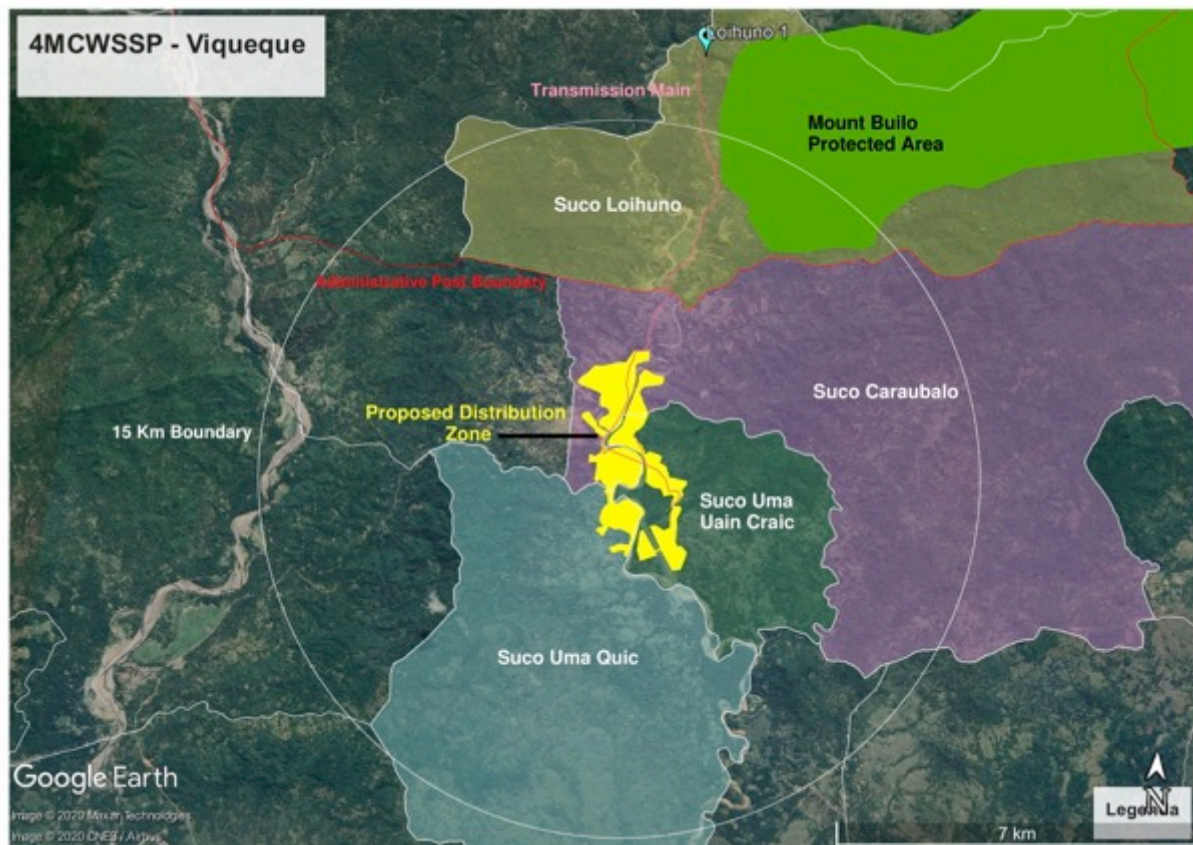 4MCWSSP - Viqueque
Loihuno 1
Transmission Main
Mount Builo
Protected Area
Suco Loihuno
Administrative Post Boundary
Suco Caraubalo
Proposed Distribution
Zone
15 Km Boundary
Suco Uma
Uain Craic
Suco Uma Quic
Google Earth
Image © 2020 Maxar Technologies
Image © 2020 CNES / Airbus
N
Legenda
7 km